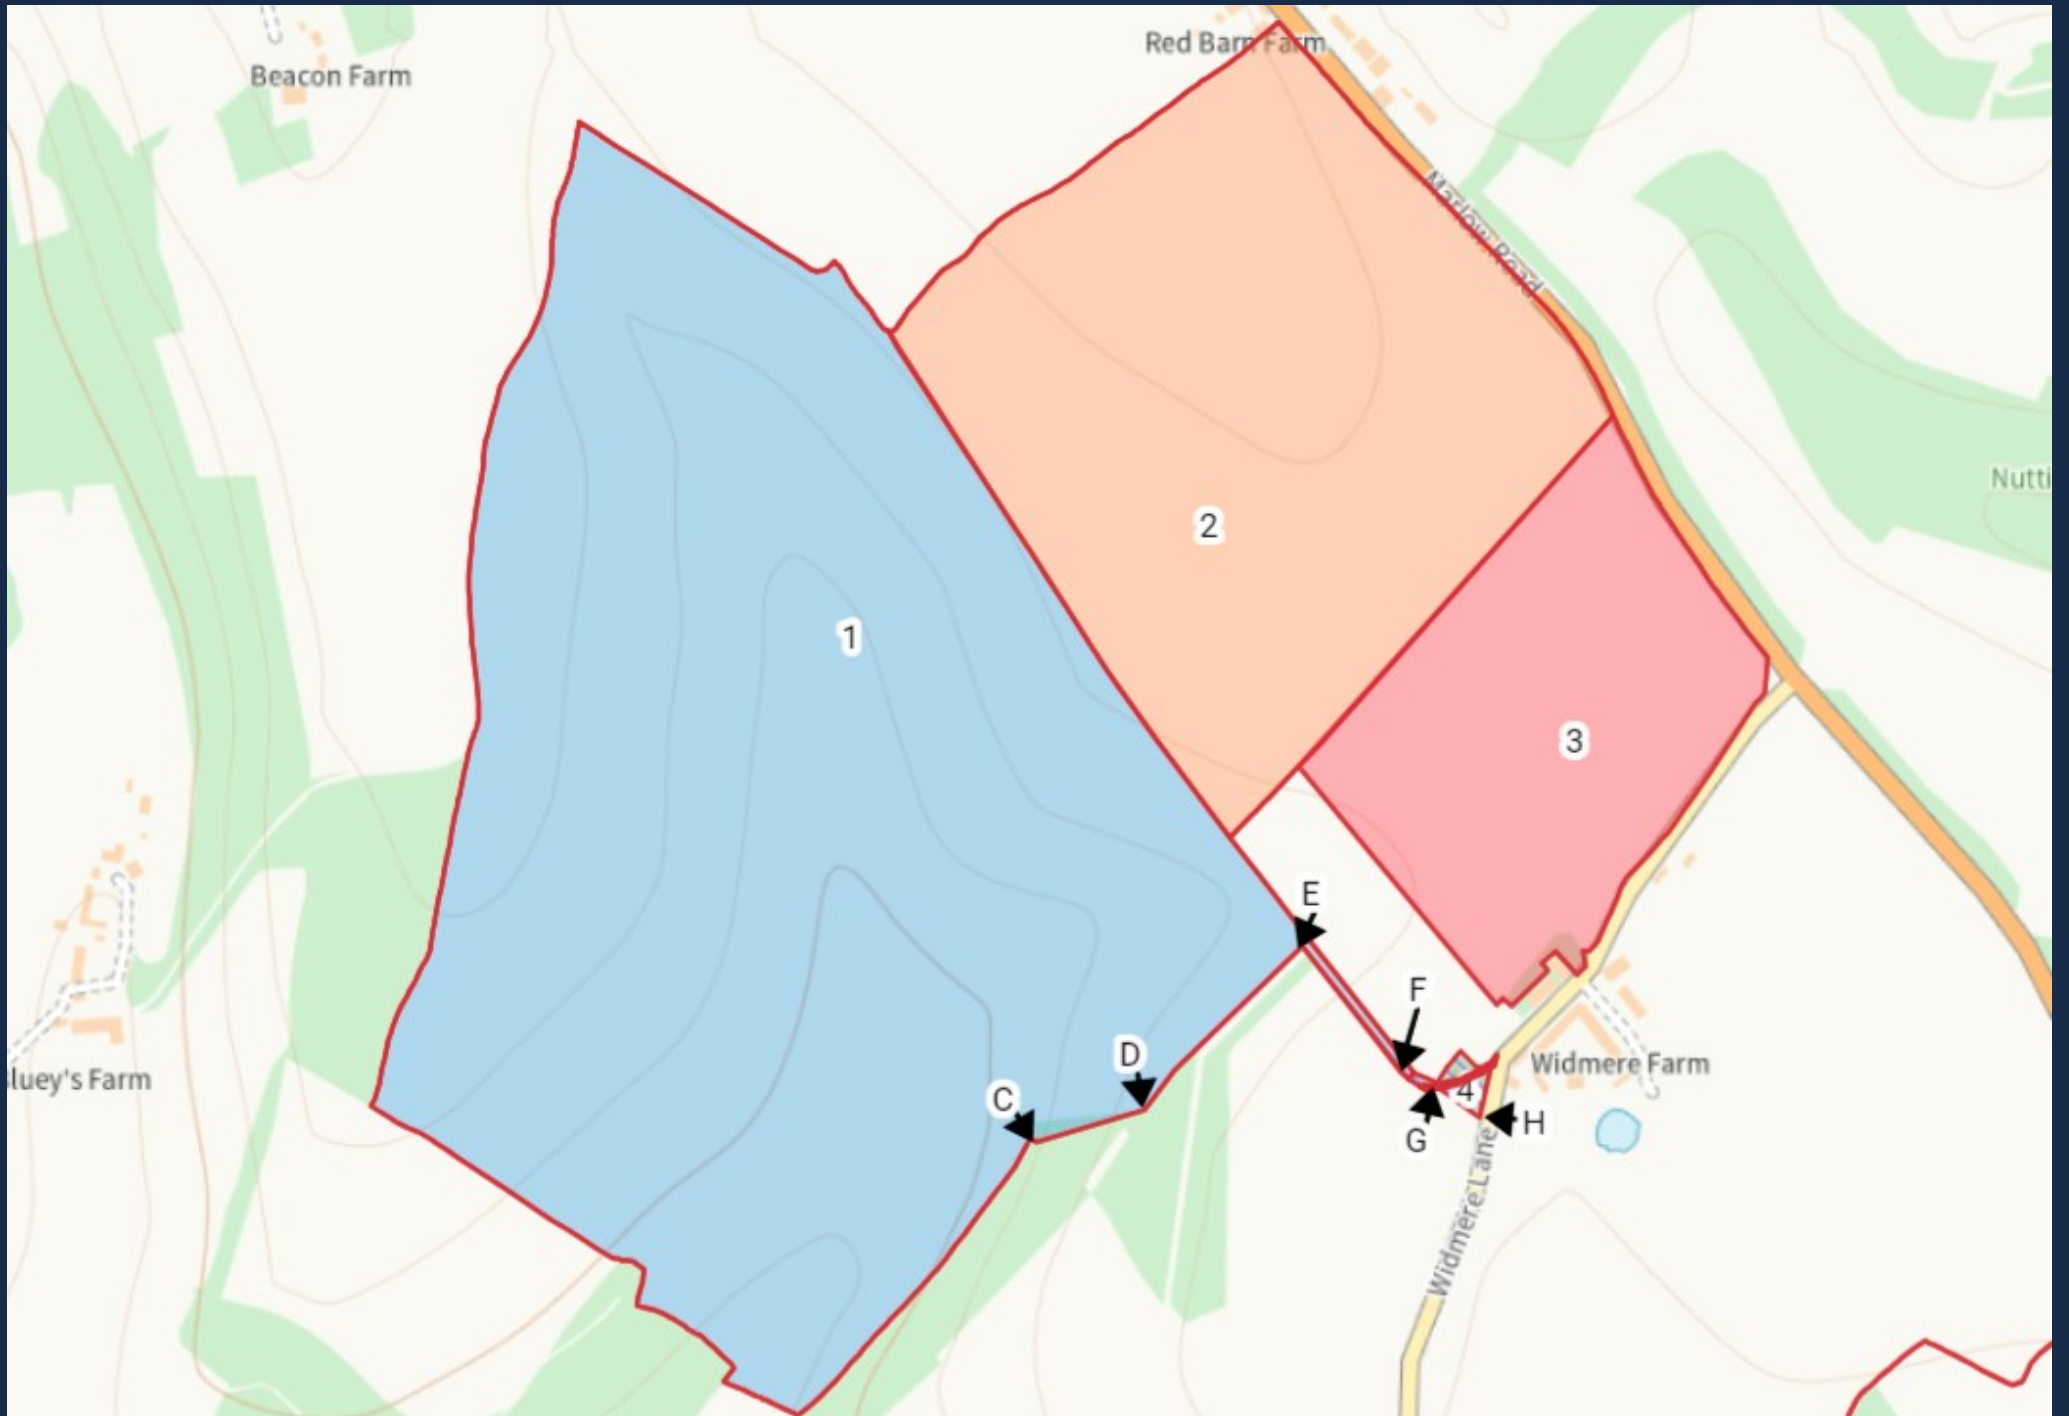 Red Barn Farm
Beacon Farm
Marlow Road
Nutti
2
1
3
E
F
D
Widmere Farm
luey's Farm
4
C
H
G
Widmere Lane